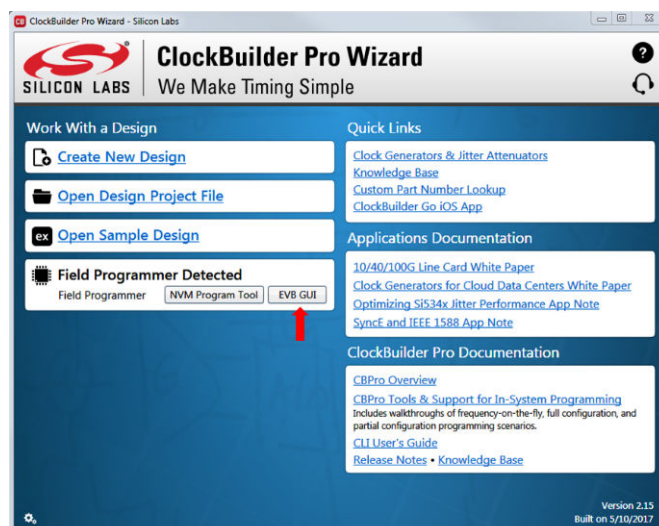 CB ClockBuilder Pro Wizard - Silicon Labs
SILICON LABS
ClockBuilder Pro Wizard
We Make Timing Simple
?
Work With a Design
Create New Design
Open Design Project File
ex Open Sample Design
Field Programmer Detected
Field Programmer NVM Program Tool EVB GUI
Quick Links
Clock Generators & Jitter Attenuators
Knowledge Base
Custom Part Number Lookup
ClockBuilder Go iOS App
Applications Documentation
10/40/100G Line Card White Paper
Clock Generators for Cloud Data Centers White Paper
Optimizing Si534x Jitter Performance App Note
SyncE and IEEE 1588 App Note
ClockBuilder Pro Documentation
CBPro Overview
CBPro Tools & Support for In-System Programming
Includes walkthroughs of frequency-on-the-fly, full configuration, and
partial configuration programming scenarios.
CLI User's Guide
Release Notes • Knowledge Base
Version 2.15
Built on 5/10/2017